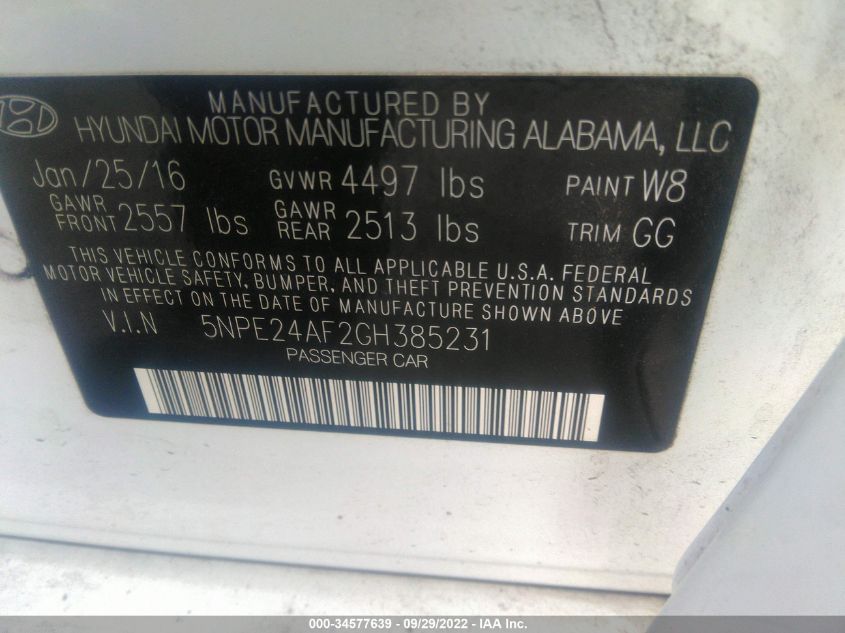 MANUFACTURED BY
HYUNDAI MOTOR MANUFACTURING ALABAMA, LLC
Jan/25/16 GVWR 4497 lbs PAINT W8
GAWR FRONT 2557 lbs GAWR REAR 2513 lbs TRIM GG
THIS VEHICLE CONFORMS TO ALL APPLICABLE U.S.A. FEDERAL
MOTOR VEHICLE SAFETY, BUMPER, AND THEFT PREVENTION STANDARDS
IN EFFECT ON THE DATE OF MANUFACTURE SHOWN ABOVE.
V.I.N 5NPE24AF2GH385231
PASSENGER CAR
000-34577639 - 09/29/2022 - IAA Inc.